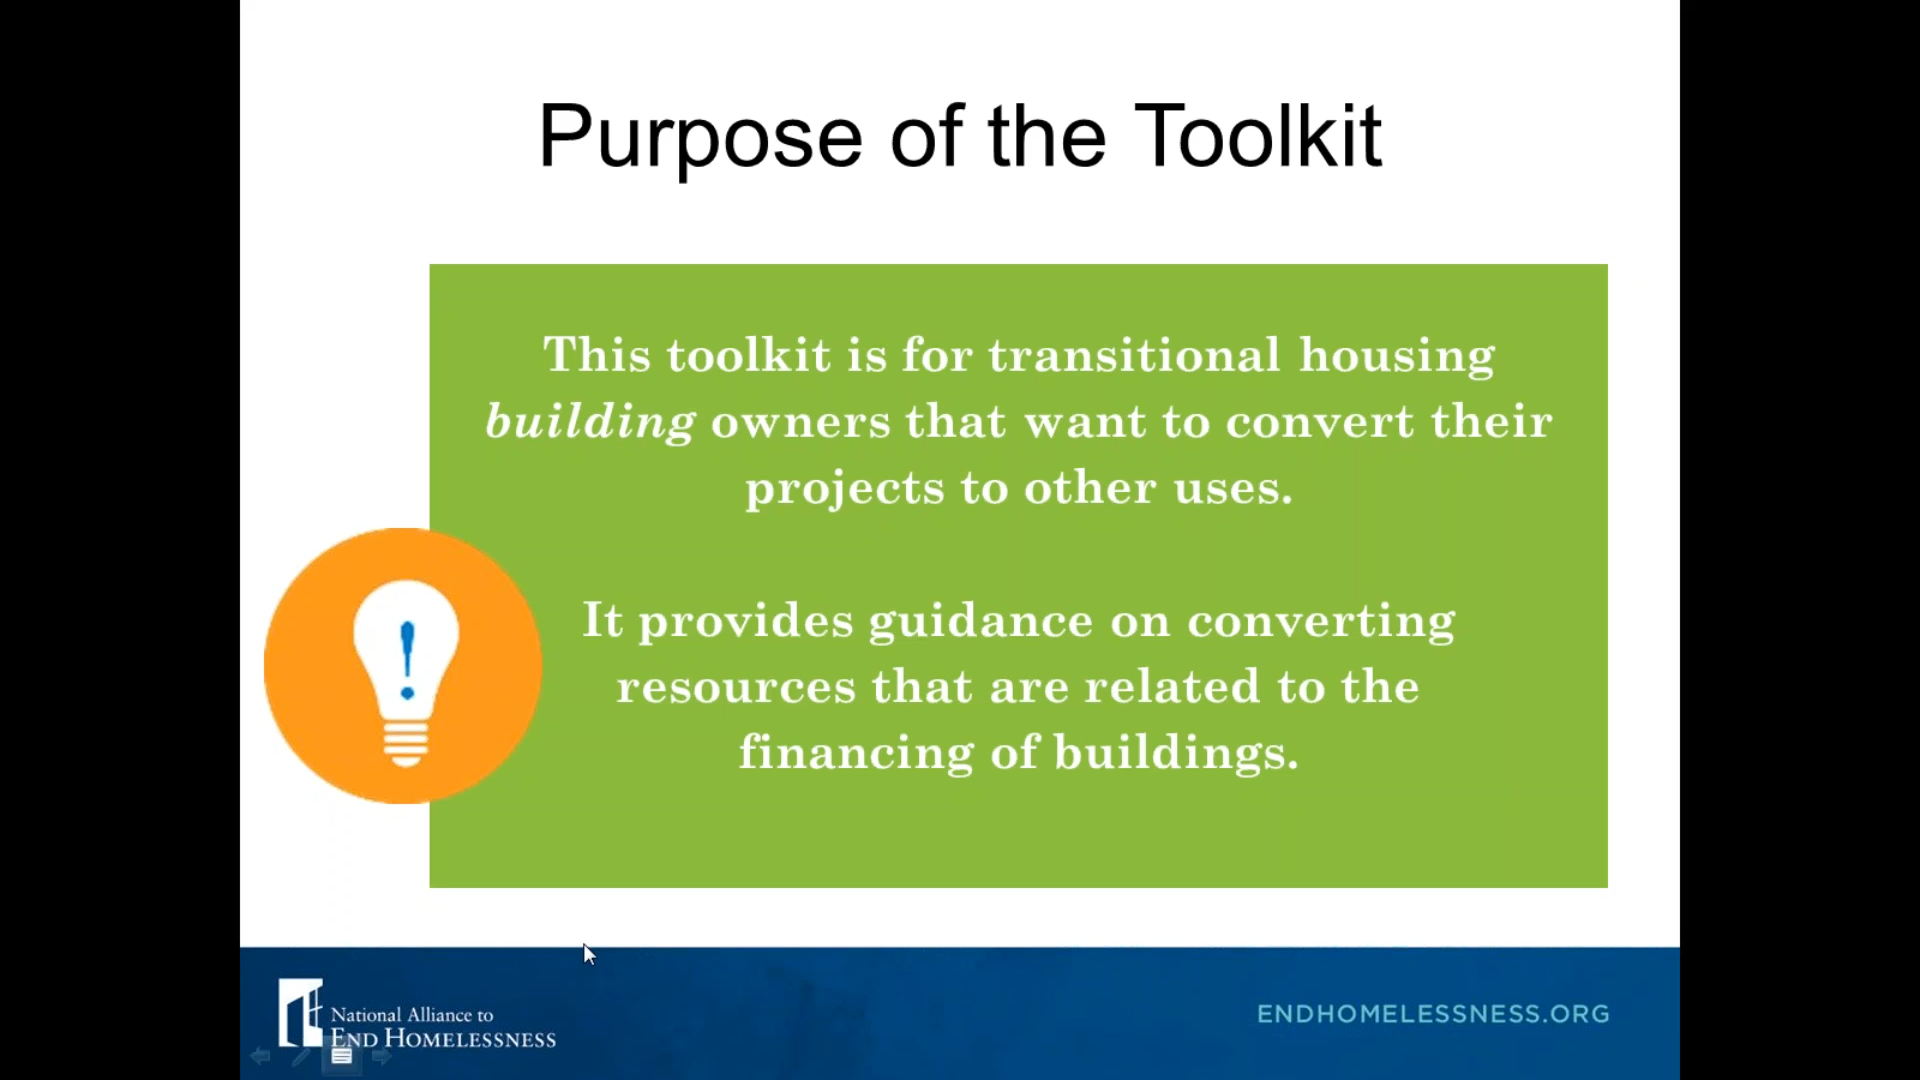 Purpose of the Toolkit
This toolkit is for transitional housing
building owners that want to convert their
projects to other uses.
It provides guidance on converting
resources that are related to the
financing of buildings.
National Alliance to
END HOMELESSNESS
ENDHOMELESSNESS.ORG